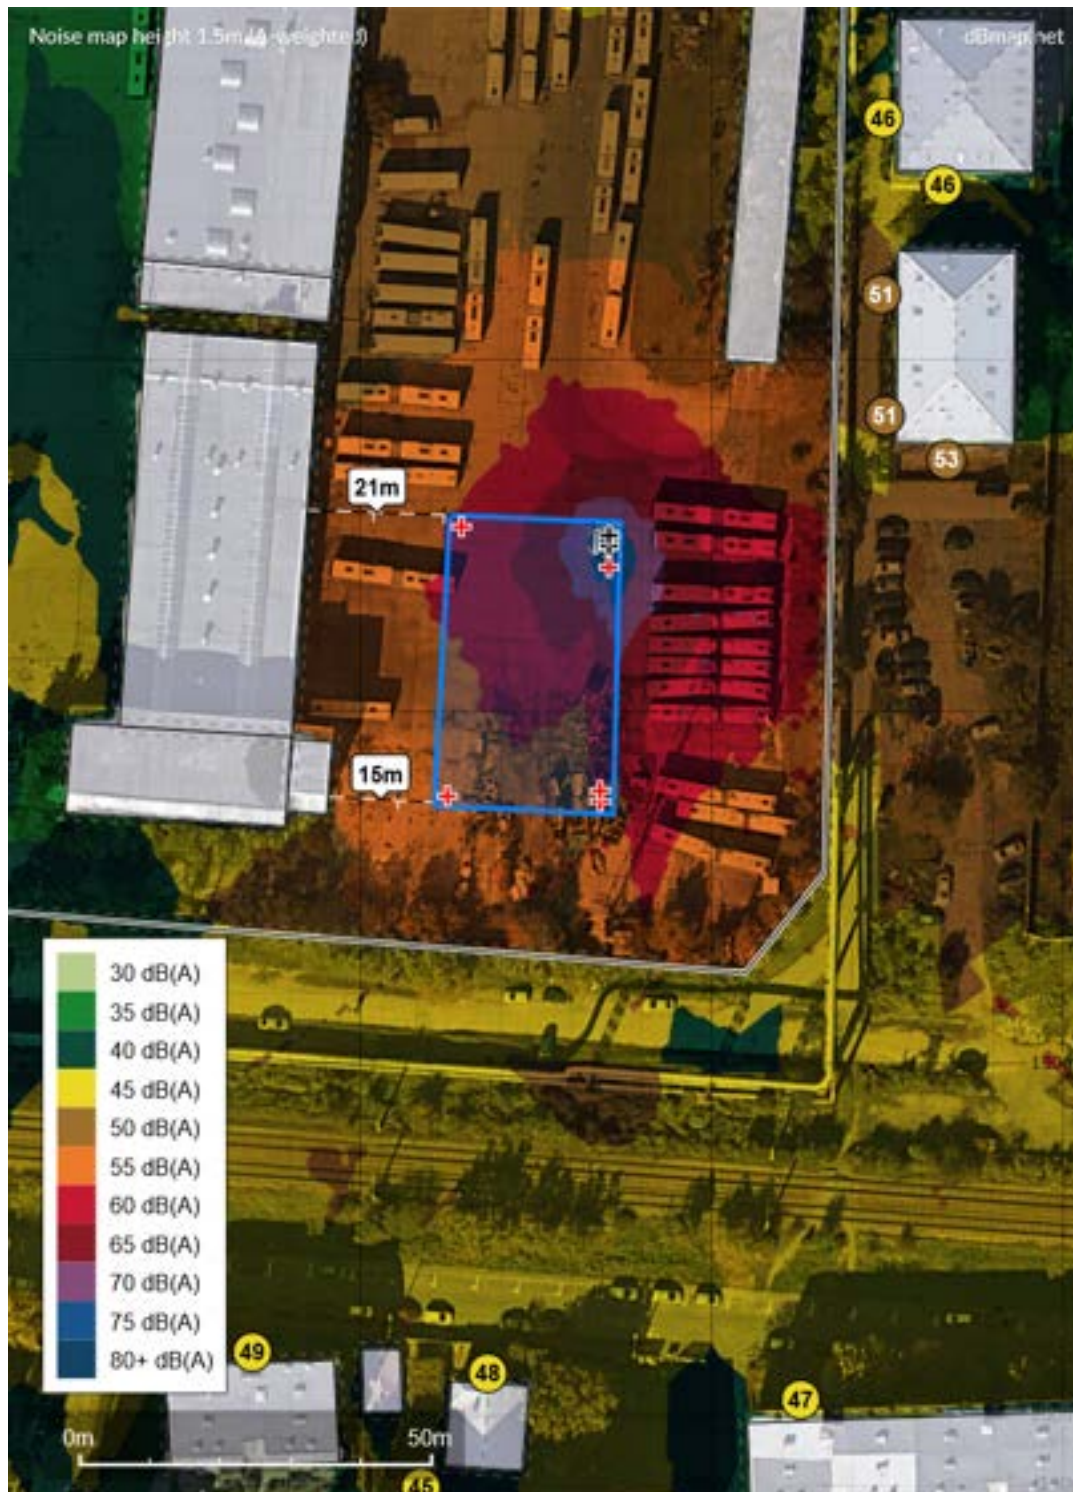 Noise map height 1.5m (A-weighted)
dBmap.net
46
46
51
51
53
21m
15m
30 dB(A)
35 dB(A)
40 dB(A)
45 dB(A)
50 dB(A)
55 dB(A)
60 dB(A)
65 dB(A)
70 dB(A)
75 dB(A)
80+ dB(A)
49
48
47
0m
50m
45